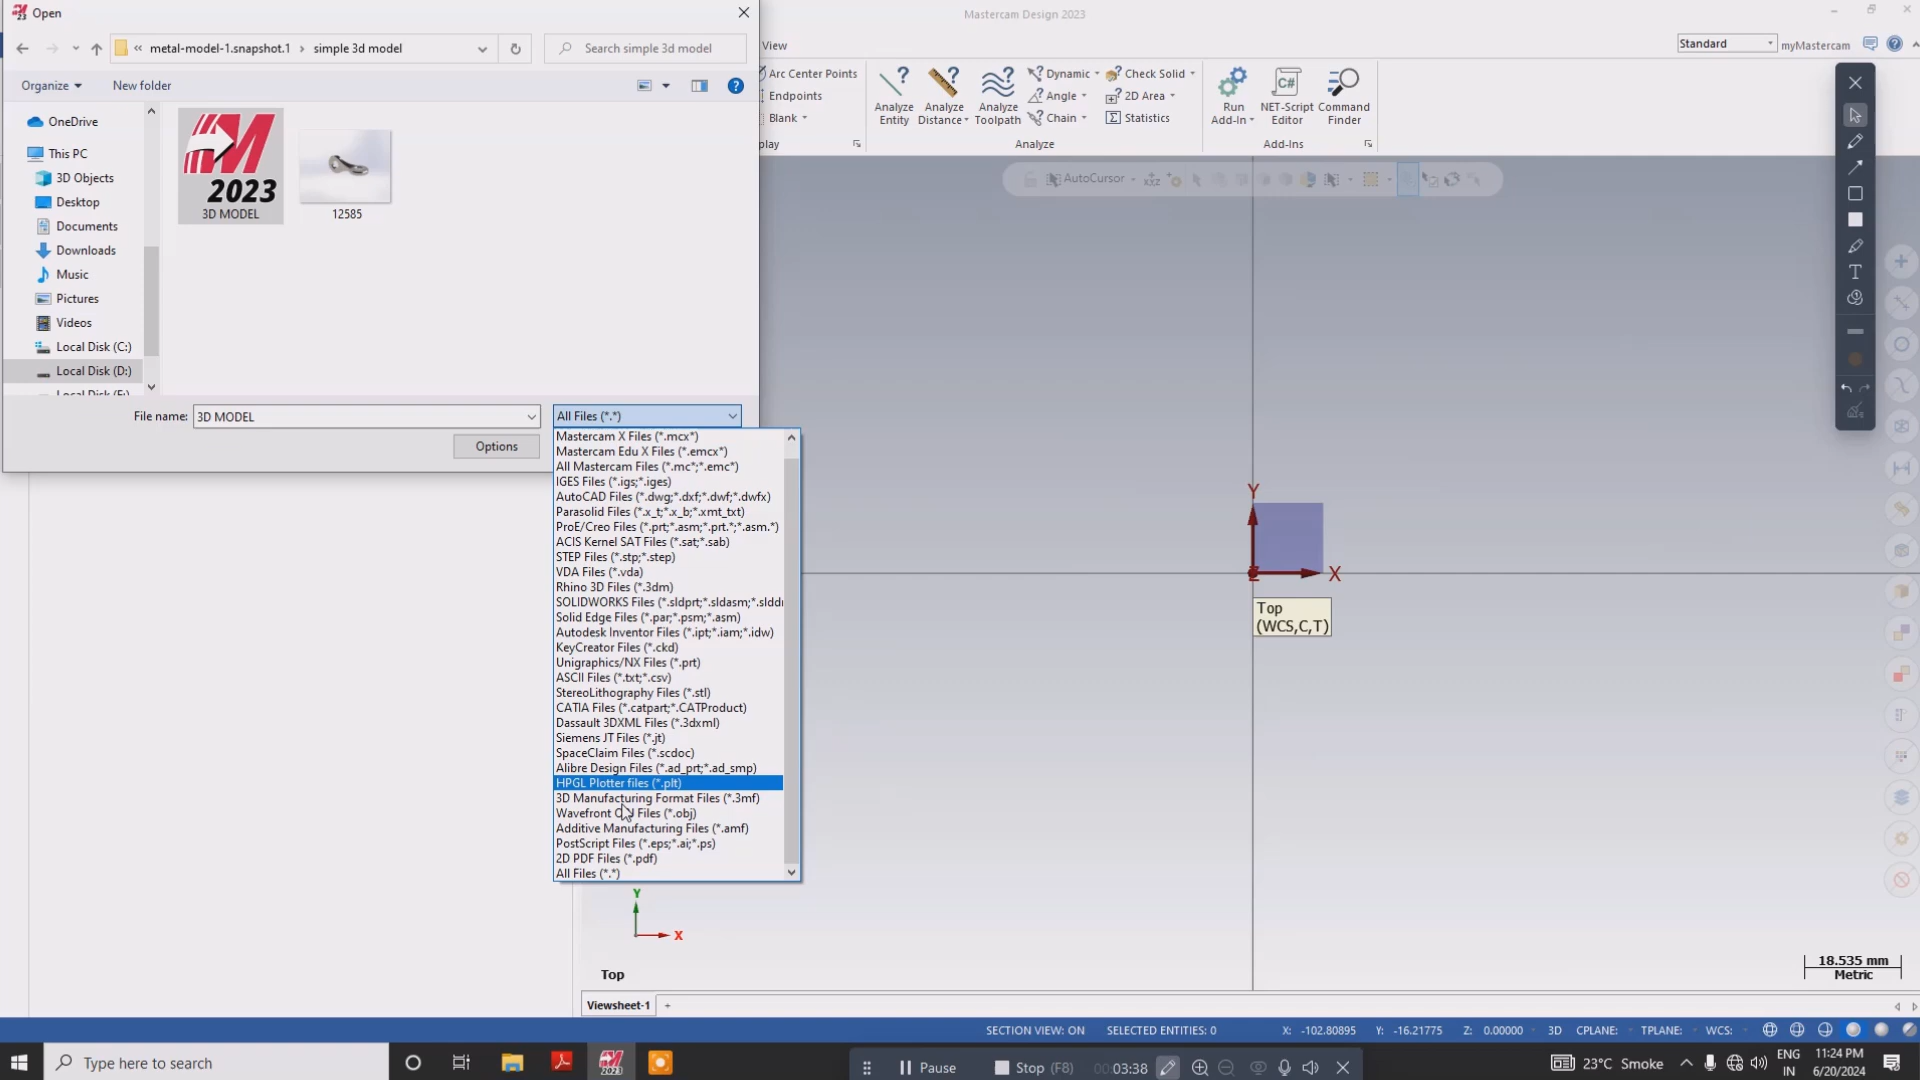 Open
Mastercam Design 2023
metal-model-1.snapshot.1 › simple 3d model
Search simple 3d model
View
Standard
myMastercam
Organize
New folder
Arc Center Points
Endpoints
Blank
Analyze Entity
Analyze Distance
Analyze Toolpath
Dynamic
Angle
Chain
Check Solid
2D Area
Statistics
Analyze
Run Add-In
NET-Script Editor
Command Finder
Add-Ins
AutoCursor
OneDrive
This PC
3D Objects
Desktop
Documents
Downloads
Music
Pictures
Videos
Local Disk (C:)
Local Disk (D:)
2023
3D MODEL
12585
File name:
3D MODEL
All Files (*.*)
Options
Mastercam X Files (*.mcx*)
Mastercam Edu X Files (*.emcx*)
All Mastercam Files (*.mc*;*.emc*)
IGES Files (*.igs;*.iges)
AutoCAD Files (*.dwg;*.dxf;*.dwf;*.dwfx)
Parasolid Files (*.x_t;*.x_b;*.xmt_txt)
ProE/Creo Files (*.prt;*.asm;*.prt.*;*.asm.*)
ACIS Kernel SAT Files (*.sat;*.sab)
STEP Files (*.stp;*.step)
VDA Files (*.vda)
Rhino 3D Files (*.3dm)
SOLIDWORKS Files (*.sldprt;*.sldasm;*.slddr
Solid Edge Files (*.par;*.psm;*.asm)
Autodesk Inventor Files (*.ipt;*.iam;*.idw)
KeyCreator Files (*.ckd)
Unigraphics/NX Files (*.prt)
ASCII Files (*.txt;*.csv)
StereoLithography Files (*.stl)
CATIA Files (*.catpart;*.CATProduct)
Dassault 3DXML Files (*.3dxml)
Siemens JT Files (*.jt)
SpaceClaim Files (*.scdoc)
Alibre Design Files (*.ad_prt;*.ad_smp)
HPGL Plotter files (*.plt)
3D Manufacturing Format Files (*.3mf)
Wavefront OBJ Files (*.obj)
Additive Manufacturing Files (*.amf)
PostScript Files (*.eps;*.ai;*.ps)
2D PDF Files (*.pdf)
All Files (*.*)
Y
X
Z
Top
(WCS,C,T)
Y
X
Top
18.535 mm
Metric
Viewsheet-1
SECTION VIEW: ON
SELECTED ENTITIES: 0
X: -102.80895
Y: -16.21775
Z: 0.00000
3D
CPLANE:
TPLANE:
WCS:
Type here to search
2023
Pause
Stop (F8)
00:03:38
23°C Smoke
ENG
IN
11:24 PM
6/20/2024